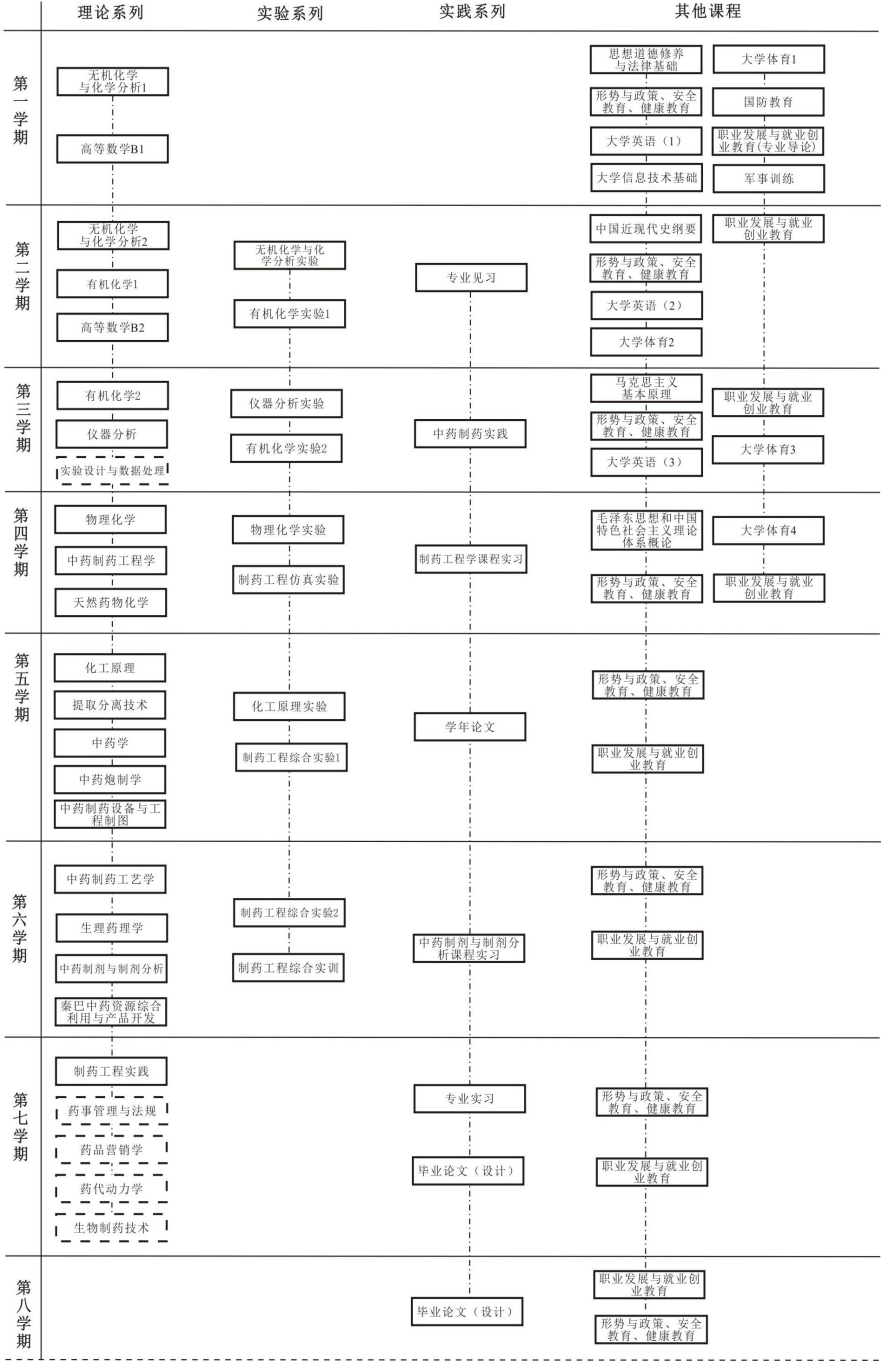 理论系列
实验系列
实践系列
其他课程
第一学期
无机化学
与化学分析1
高等数学B1
思想道德修养
与法律基础
形势与政策、安全
教育、健康教育
大学英语（1）
大学信息技术基础
大学体育1
国防教育
职业发展与就业创
业教育(专业导论)
军事训练
第二学期
无机化学
与化学分析2
有机化学1
高等数学B2
无机化学与化
学分析实验
有机化学实验1
专业见习
中国近现代史纲要
形势与政策、安全
教育、健康教育
大学英语（2）
大学体育2
职业发展与就业
创业教育
第三学期
有机化学2
仪器分析
实验设计与数据处理
仪器分析实验
有机化学实验2
中药制药实践
马克思主义
基本原理
形势与政策、安全
教育、健康教育
大学英语（3）
职业发展与就业
创业教育
大学体育3
第四学期
物理化学
中药制药工程学
天然药物化学
物理化学实验
制药工程仿真实验
制药工程学课程实习
毛泽东思想和中国
特色社会主义理论
体系概论
形势与政策、安全
教育、健康教育
大学体育4
职业发展与就业
创业教育
第五学期
化工原理
提取分离技术
中药学
中药炮制学
中药制药设备与工
程制图
化工原理实验
制药工程综合实验1
学年论文
形势与政策、安全
教育、健康教育
职业发展与就业创
业教育
第六学期
中药制药工艺学
生理药理学
中药制剂与制剂分析
秦巴中药资源综合
利用与产品开发
制药工程综合实验2
制药工程综合实训
中药制剂与制剂分
析课程实习
形势与政策、安全
教育、健康教育
职业发展与就业创
业教育
第七学期
制药工程实践
药事管理与法规
药品营销学
药代动力学
生物制药技术
专业实习
毕业论文（设计）
形势与政策、安全
教育、健康教育
职业发展与就业创
业教育
第八学期
毕业论文（设计）
职业发展与就业创
业教育
形势与政策、安全
教育、健康教育